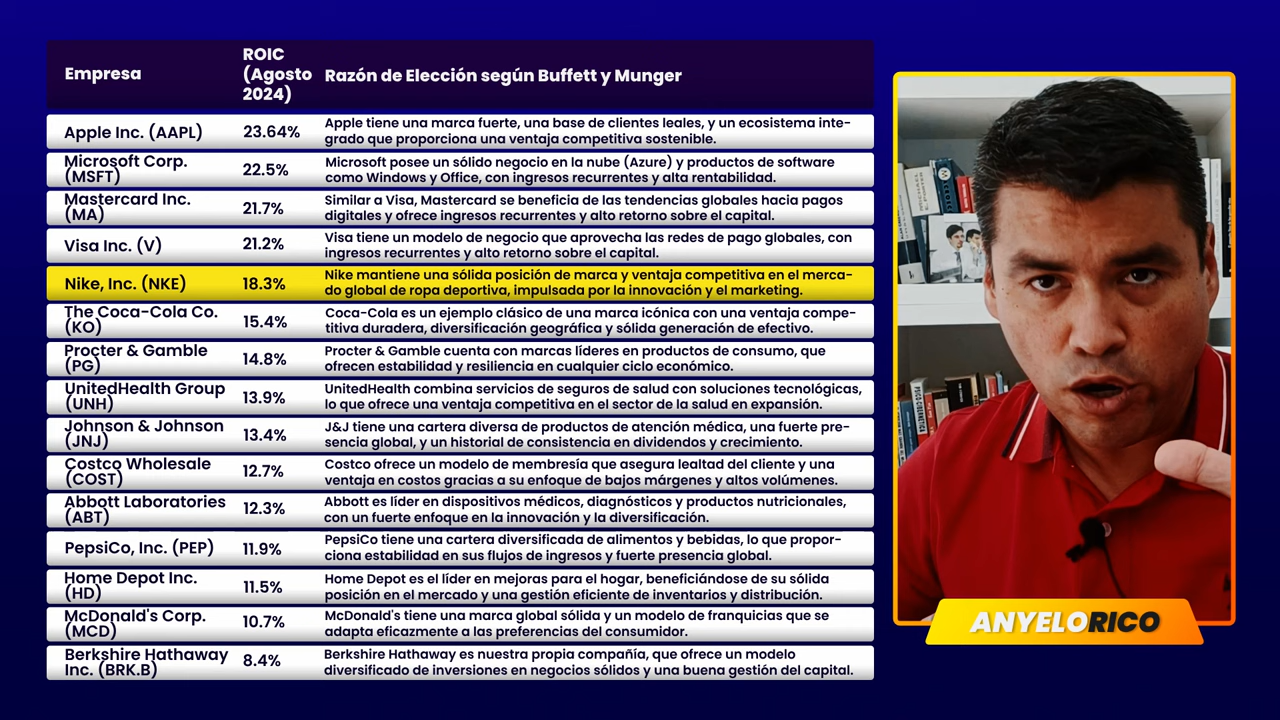 Empresa
ROIC
(Agosto
2024)
Razón de Elección según Buffett y Munger
Apple Inc. (AAPL)
23.64%
Apple tiene una marca fuerte, una base de clientes leales, y un ecosistema inte-
grado que proporciona una ventaja competitiva sostenible.
Microsoft Corp.
(MSFT)
22.5%
Microsoft posee un sólido negocio en la nube (Azure) y productos de software
como Windows y Office, con ingresos recurrentes y alta rentabilidad.
Mastercard Inc.
(MA)
21.7%
Similar a Visa, Mastercard se beneficia de las tendencias globales hacia pagos
digitales y ofrece ingresos recurrentes y alto retorno sobre el capital.
Visa Inc. (V)
21.2%
Visa tiene un modelo de negocio que aprovecha las redes de pago globales, con
ingresos recurrentes y alto retorno sobre el capital.
Nike, Inc. (NKE)
18.3%
Nike mantiene una sólida posición de marca y ventaja competitiva en el merca-
do global de ropa deportiva, impulsada por la innovación y el marketing.
The Coca-Cola Co.
(KO)
15.4%
Coca-Cola es un ejemplo clásico de una marca icónica con una ventaja compe-
titiva duradera, diversificación geográfica y sólida generación de efectivo.
Procter & Gamble
(PG)
14.8%
Procter & Gamble cuenta con marcas líderes en productos de consumo, que
ofrecen estabilidad y resiliencia en cualquier ciclo económico.
UnitedHealth Group
(UNH)
13.9%
UnitedHealth combina servicios de seguros de salud con soluciones tecnológicas,
lo que ofrece una ventaja competitiva en el sector de la salud en expansión.
Johnson & Johnson
(JNJ)
13.4%
J&J tiene una cartera diversa de productos de atención médica, una fuerte pre-
sencia global, y un historial de consistencia en dividendos y crecimiento.
Costco Wholesale
(COST)
12.7%
Costco ofrece un modelo de membresía que asegura lealtad del cliente y una
ventaja en costos gracias a su enfoque de bajos márgenes y altos volúmenes.
Abbott Laboratories
(ABT)
12.3%
Abbott es líder en dispositivos médicos, diagnósticos y productos nutricionales,
con un fuerte enfoque en la innovación y la diversificación.
PepsiCo, Inc. (PEP)
11.9%
PepsiCo tiene una cartera diversificada de alimentos y bebidas, lo que propor-
ciona estabilidad en sus flujos de ingresos y fuerte presencia global.
Home Depot Inc.
(HD)
11.5%
Home Depot es el líder en mejoras para el hogar, beneficiándose de su sólida
posición en el mercado y una gestión eficiente de inventarios y distribución.
McDonald's Corp.
(MCD)
10.7%
McDonald's tiene una marca global sólida y un modelo de franquicias que se
adapta eficazmente a las preferencias del consumidor.
Berkshire Hathaway
Inc. (BRK.B)
8.4%
Berkshire Hathaway es nuestra propia compañía, que ofrece un modelo
diversificado de inversiones en negocios sólidos y una buena gestión del capital.
ANYELORICO